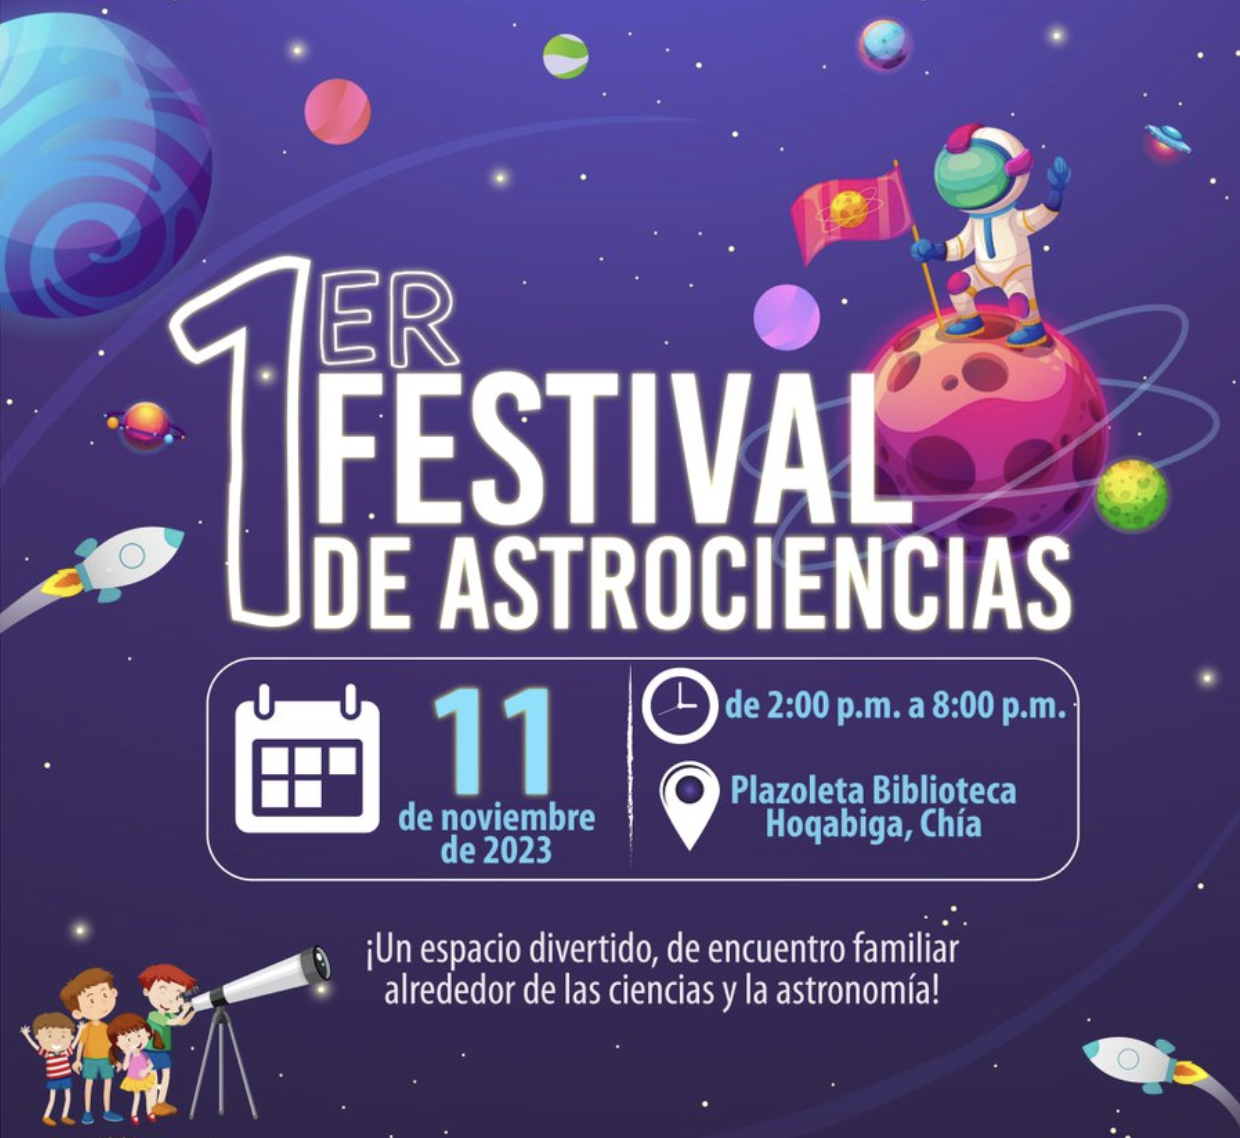 1ER
FESTIVAL
DE ASTROCIENCIAS
11
de noviembre
de 2023
de 2:00 p.m. a 8:00 p.m.
Plazoleta Biblioteca
Hoqabiga, Chía
¡Un espacio divertido, de encuentro familiar
alrededor de las ciencias y la astronomía!